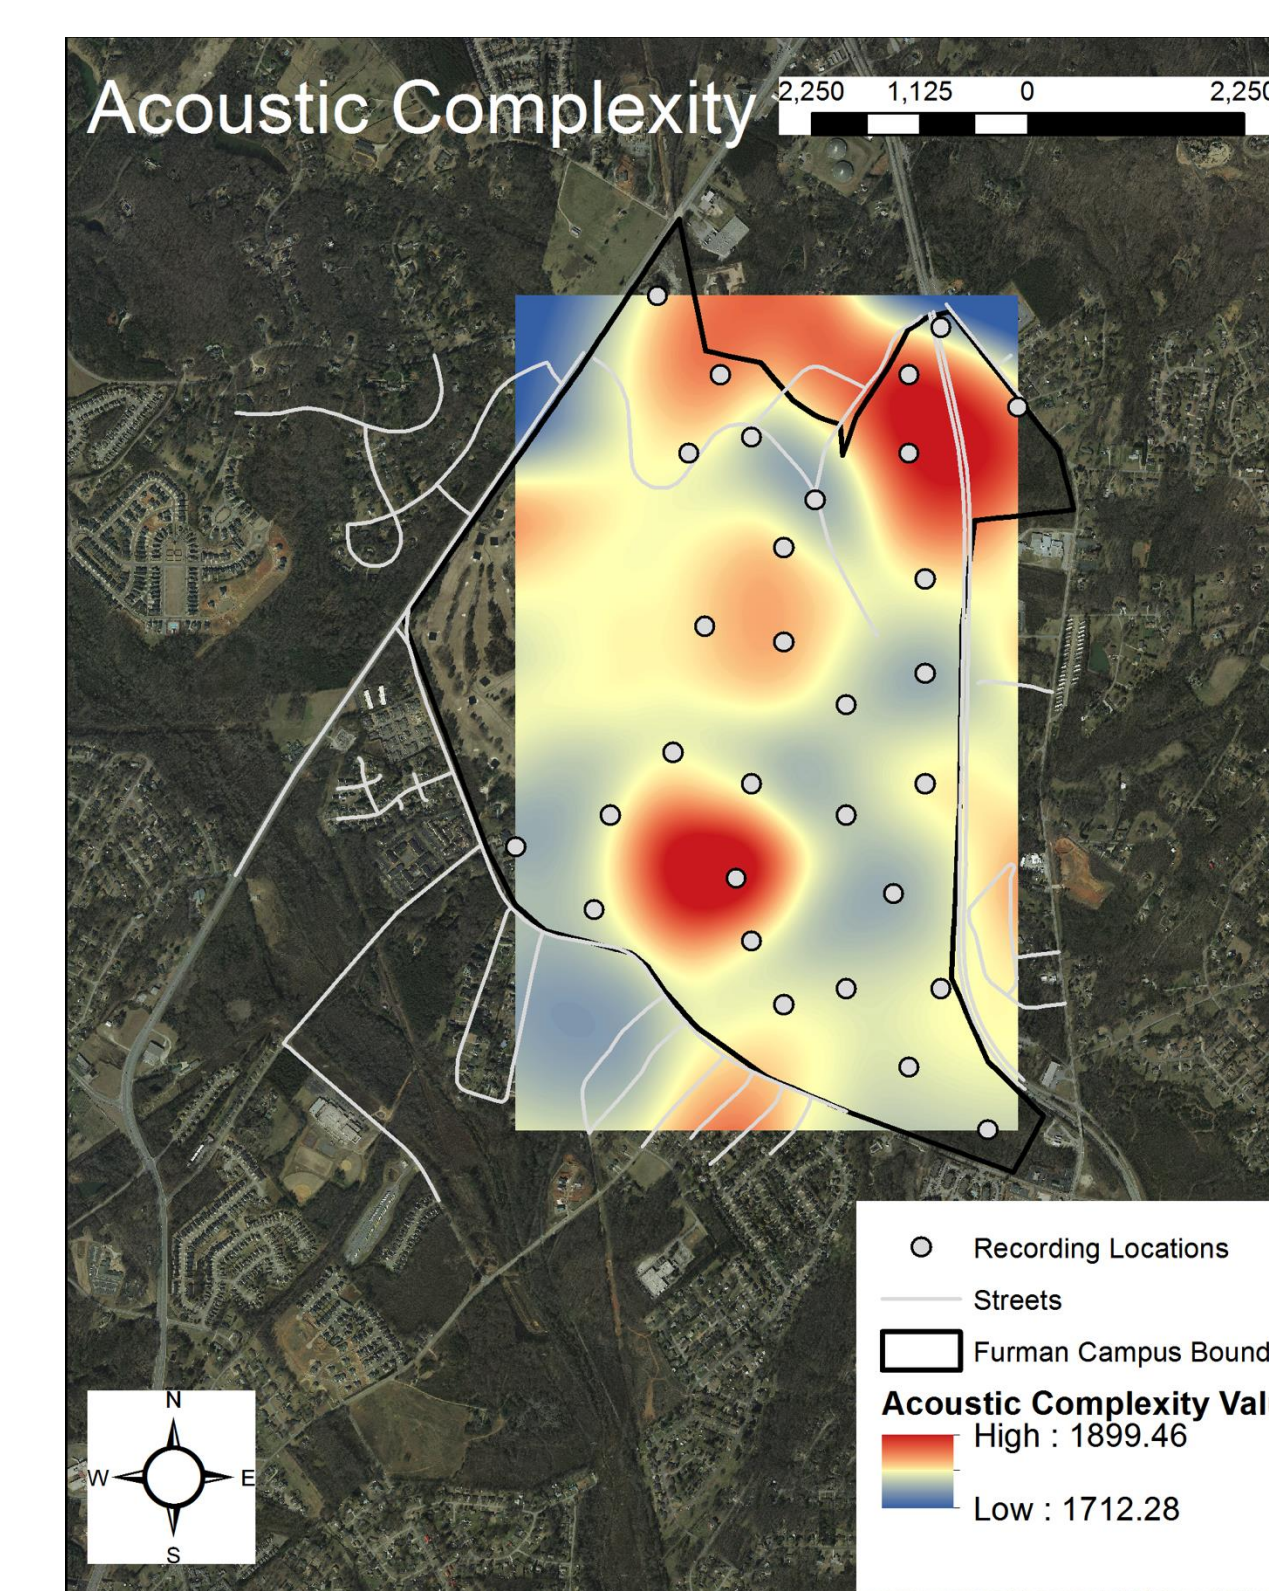 Acoustic Complexity
2,250 1,125 0 2,250
Recording Locations
Streets
Furman Campus Bound
Acoustic Complexity Val
High : 1899.46
Low : 1712.28
N
W E
S